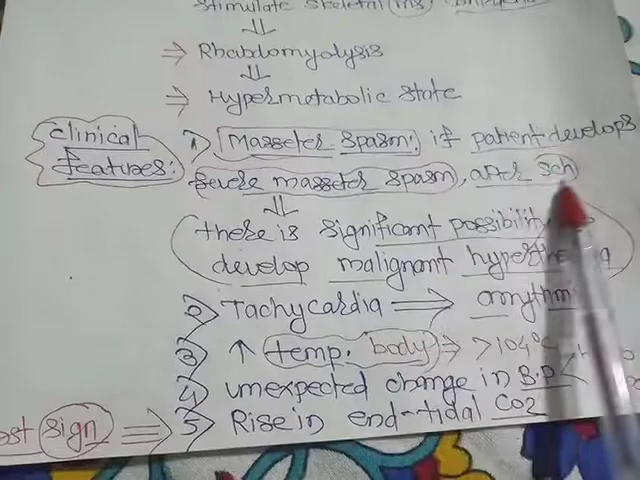 stimulate skeletal (ms)
⇓
⇒ Rhabdomyolysis
⇓
⇒ Hypermetabolic state
Clinical features:
1) Masseter spasm: if patient develops
severe masseter spasm, after Sch
⇓
there is significant possibility to
develop malignant
2) Tachycardia ⇒
3) ↑ temp. body → >104°C
4) unexpected change in B.P
sign ⇒ 5) Rise in end-tidal CO2